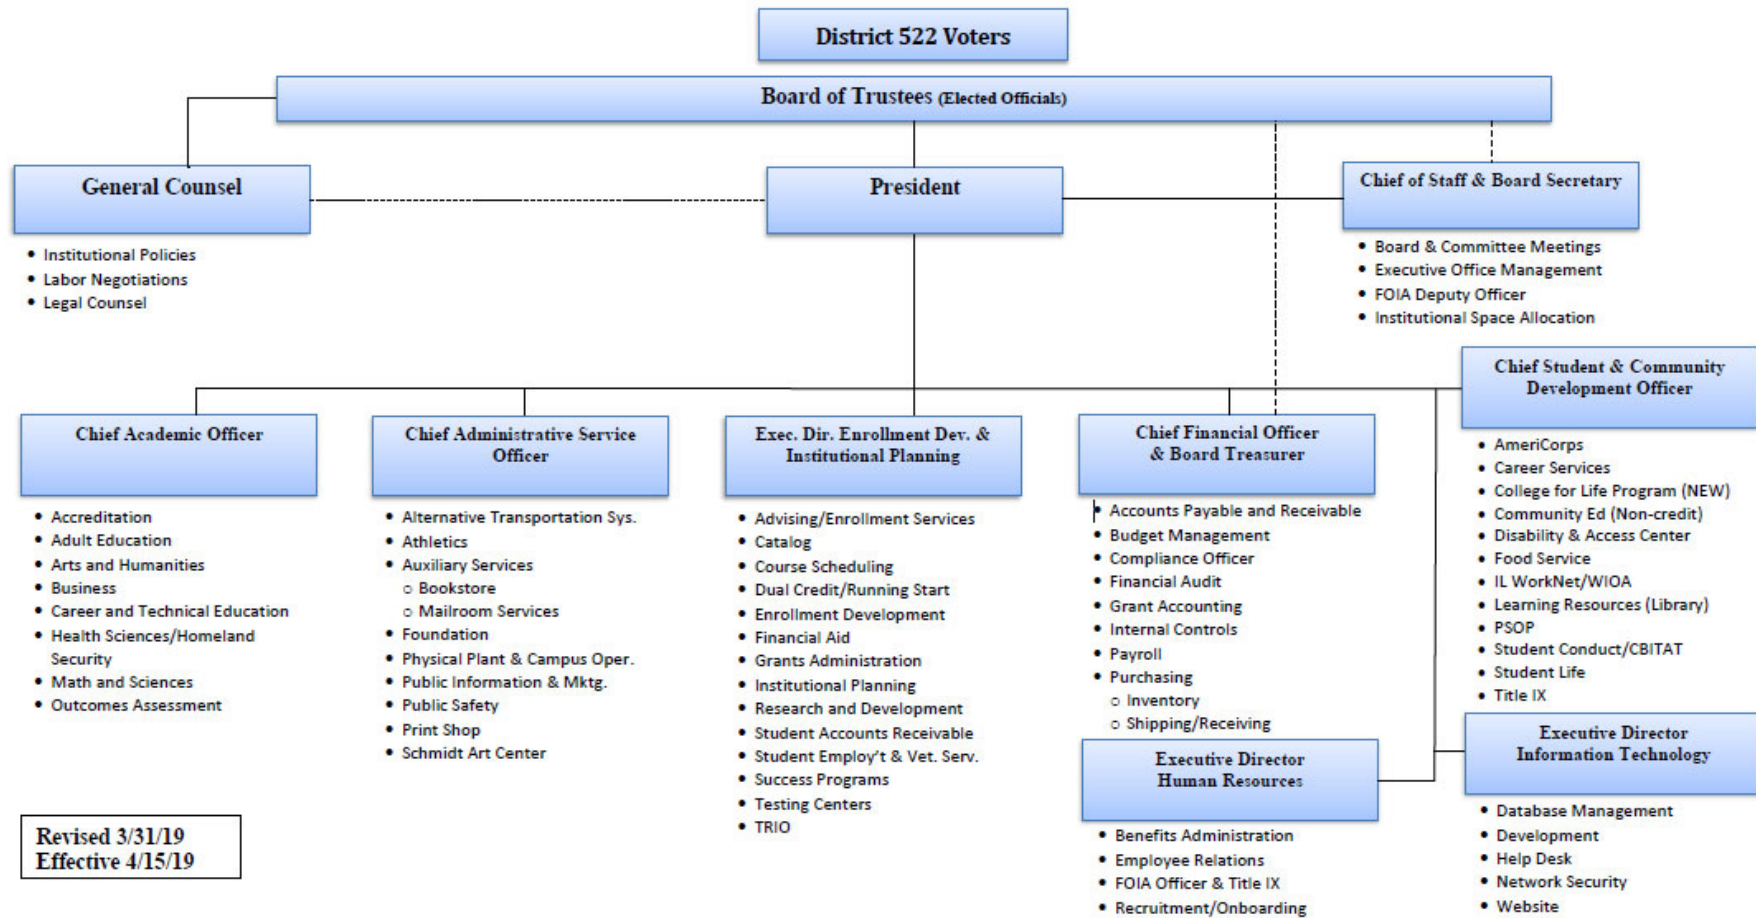 District 522 Voters
Board of Trustees (Elected Officials)
General Counsel
• Institutional Policies
• Labor Negotiations
• Legal Counsel
President
Chief of Staff & Board Secretary
• Board & Committee Meetings
• Executive Office Management
• FOIA Deputy Officer
• Institutional Space Allocation
Chief Academic Officer
• Accreditation
• Adult Education
• Arts and Humanities
• Business
• Career and Technical Education
• Health Sciences/Homeland
Security
• Math and Sciences
• Outcomes Assessment
Chief Administrative Service
Officer
• Alternative Transportation Sys.
• Athletics
• Auxiliary Services
○ Bookstore
○ Mailroom Services
• Foundation
• Physical Plant & Campus Oper.
• Public Information & Mktg.
• Public Safety
• Print Shop
• Schmidt Art Center
Exec. Dir. Enrollment Dev. &
Institutional Planning
• Advising/Enrollment Services
• Catalog
• Course Scheduling
• Dual Credit/Running Start
• Enrollment Development
• Financial Aid
• Grants Administration
• Institutional Planning
• Research and Development
• Student Accounts Receivable
• Student Employ't & Vet. Serv.
• Success Programs
• Testing Centers
• TRIO
Chief Financial Officer
& Board Treasurer
• Accounts Payable and Receivable
• Budget Management
• Compliance Officer
• Financial Audit
• Grant Accounting
• Internal Controls
• Payroll
• Purchasing
○ Inventory
○ Shipping/Receiving
Executive Director
Human Resources
• Benefits Administration
• Employee Relations
• FOIA Officer & Title IX
• Recruitment/Onboarding
Chief Student & Community
Development Officer
• AmeriCorps
• Career Services
• College for Life Program (NEW)
• Community Ed (Non-credit)
• Disability & Access Center
• Food Service
• IL WorkNet/WIOA
• Learning Resources (Library)
• PSOP
• Student Conduct/CBITAT
• Student Life
• Title IX
Executive Director
Information Technology
• Database Management
• Development
• Help Desk
• Network Security
• Website
Revised 3/31/19
Effective 4/15/19